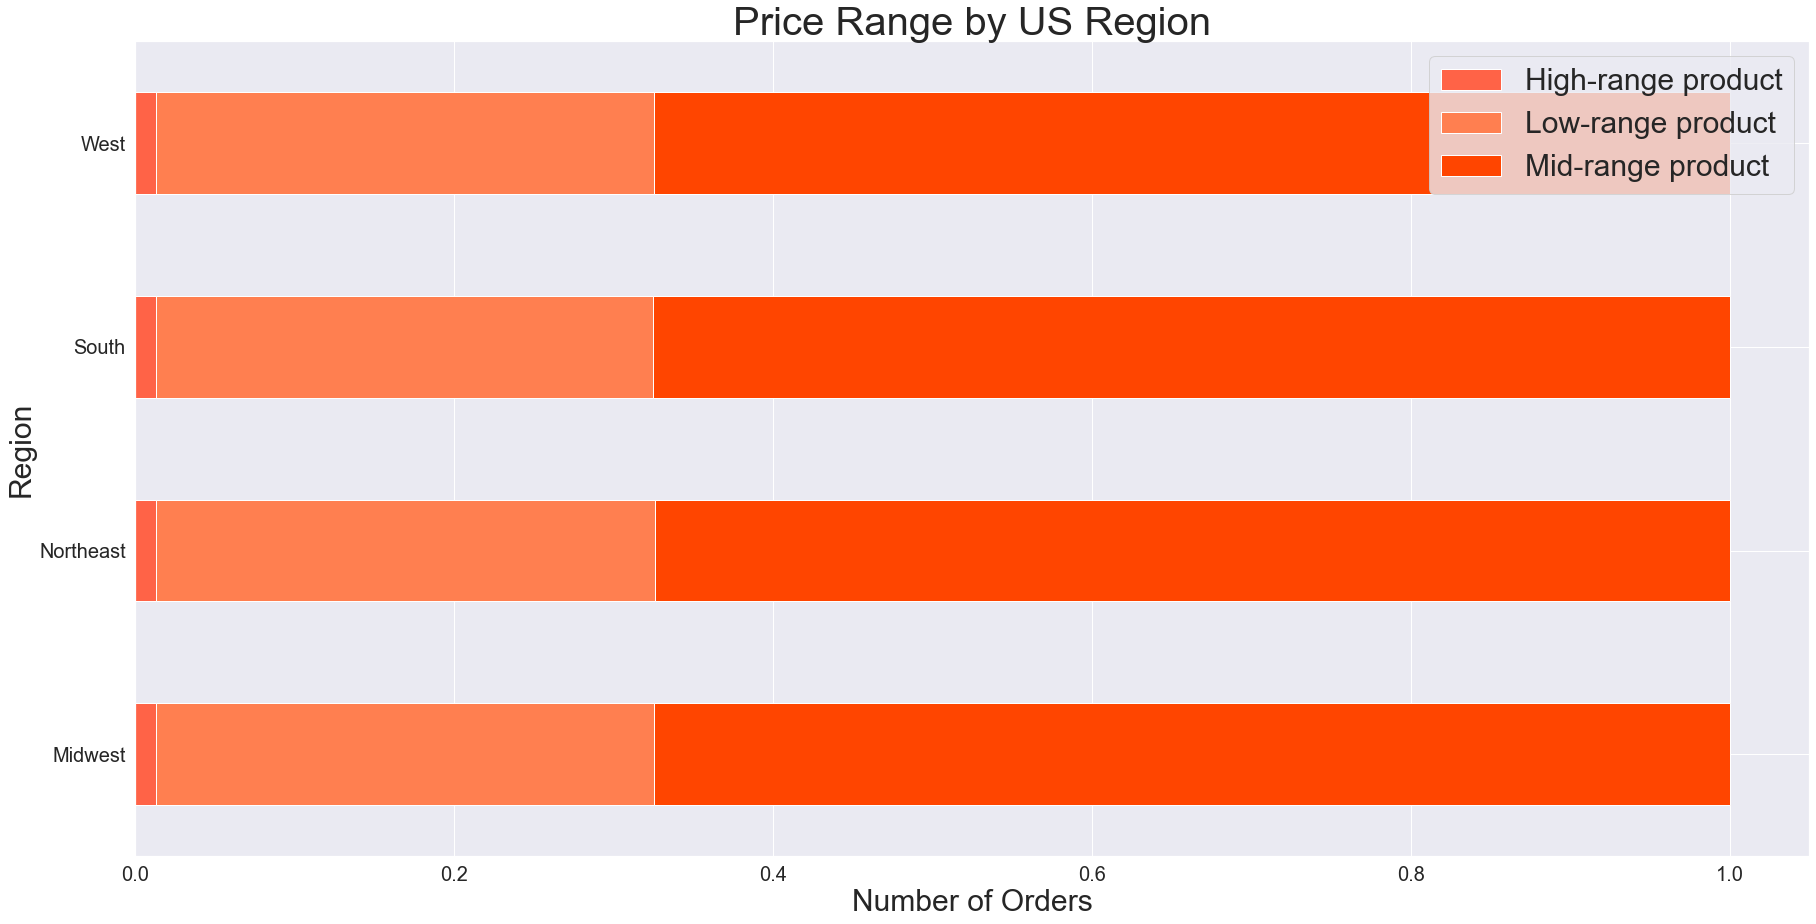 Price Range by US Region
High-range product
Low-range product
Mid-range product
West
South
Northeast
Midwest
Region
0.0 0.2 0.4 0.6 0.8 1.0
Number of Orders